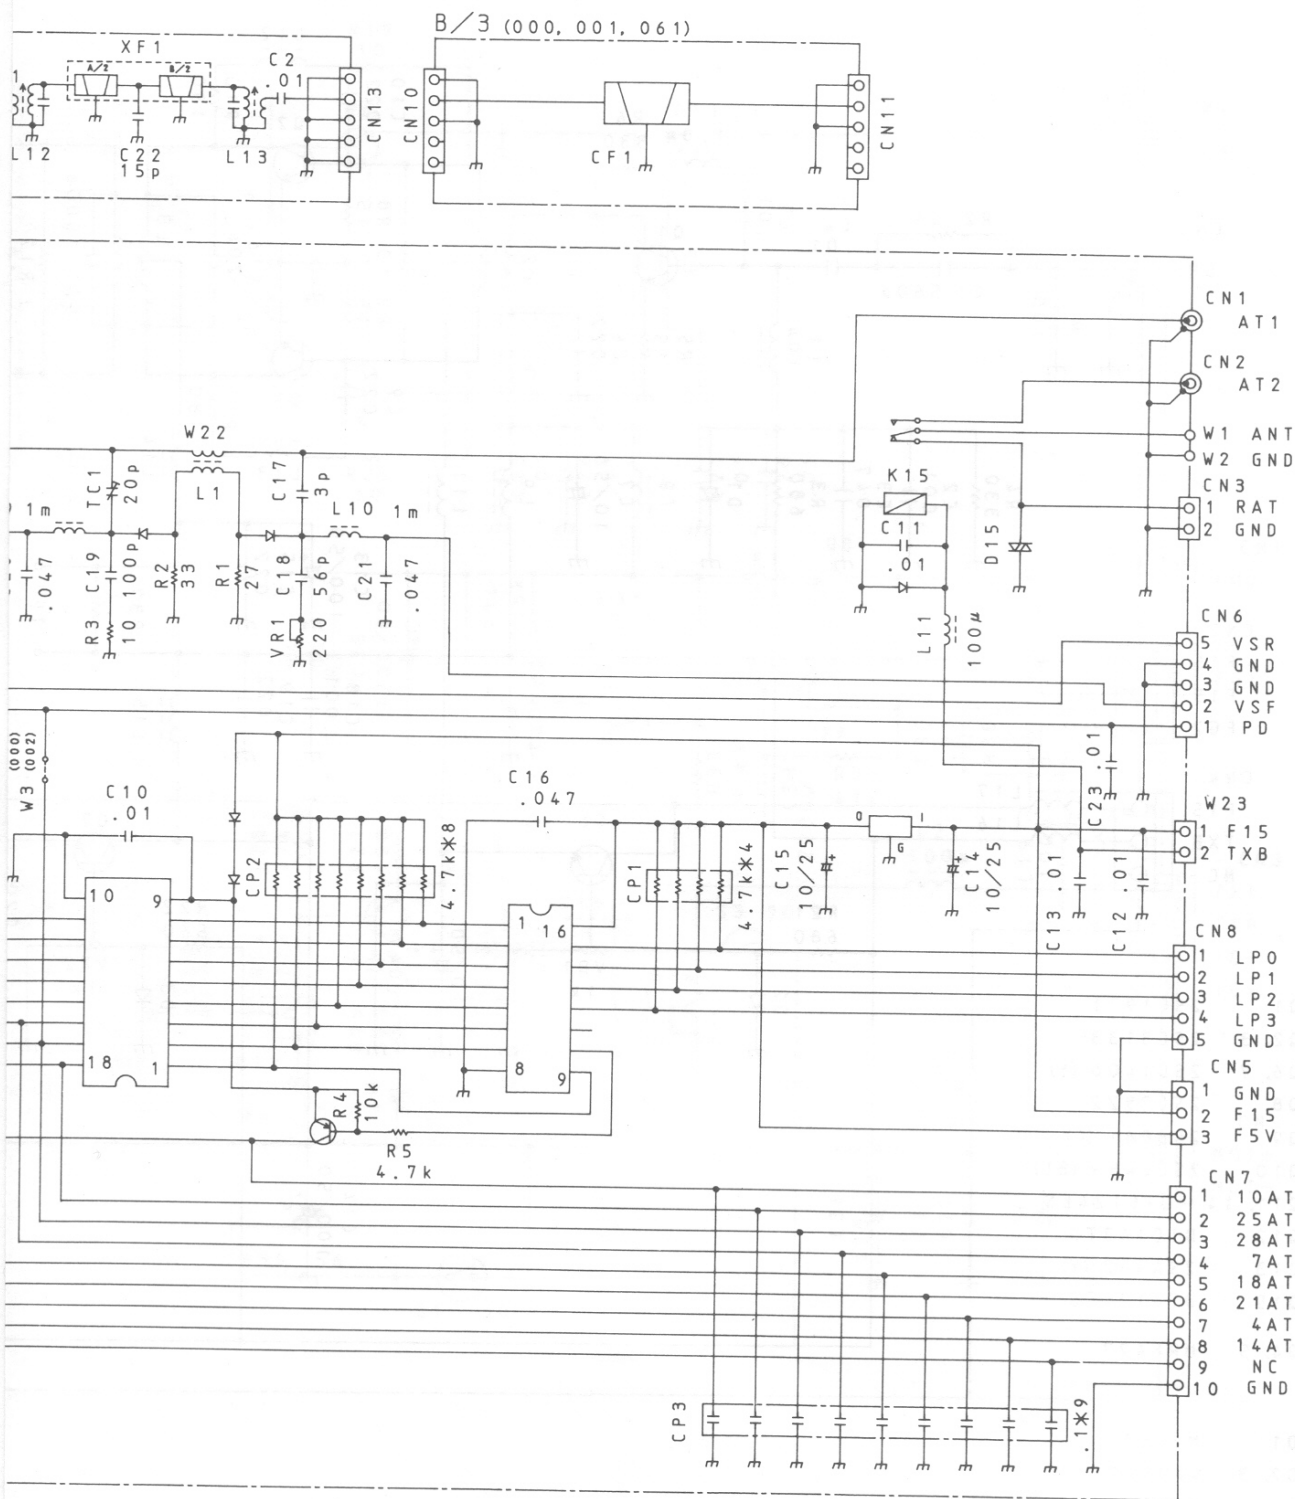 B/3 (000, 001, 061)
XF1
A/2
B/2
C2
.01
CN13
CN10
CN11
CF1
L12
C22
15p
L13
CN1
AT1
CN2
AT2
W1 ANT
W2 GND
CN3
1 RAT
2 GND
W22
L1
TC1
20p
C17
3p
L10 1m
1m
K15
C11
.01
D15
L11
100μ
.047
C19
100p
R3
10
R2
33
R1
27
C18
56p
VR1
220
C21
.047
CN6
5 VSR
4 GND
3 GND
2 VSF
1 PD
W3 (000)
(002)
C10
.01
C16
.047
C23 .01
W23
1 F15
2 TXB
O
I
G
CP2
4.7k*8
CP1
4.7k*4
C15
10/25
C14
10/25
C13 .01
C12 .01
10
9
18
1
1
16
8
9
CN8
1 LP0
2 LP1
3 LP2
4 LP3
5 GND
CN5
1 GND
2 F15
3 F5V
R4
10k
R5
4.7k
CN7
1 10AT
2 25AT
3 28AT
4 7AT
5 18AT
6 21AT
7 4AT
8 14AT
9 NC
10 GND
CP3
.1*9